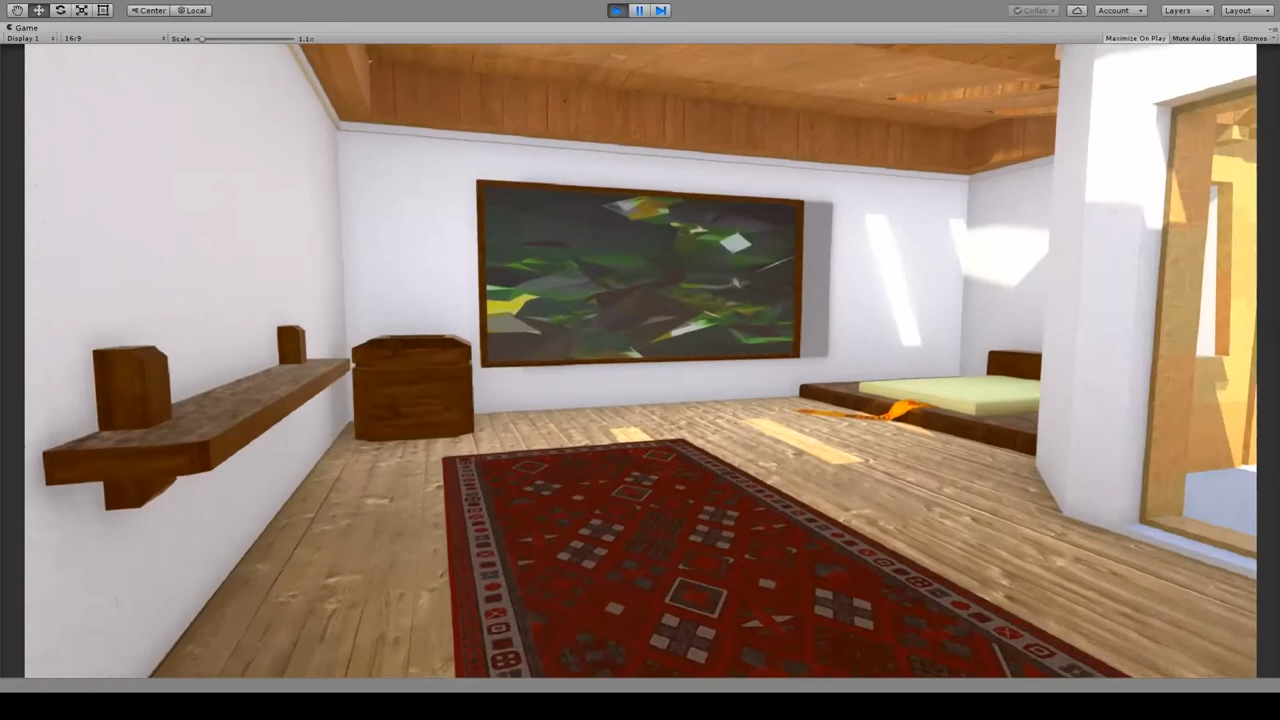 Center Local Collab Account Layers Layout
Game
Display 1 16:9 Scale 1.1x Maximize On Play Mute Audio Stats Gizmos